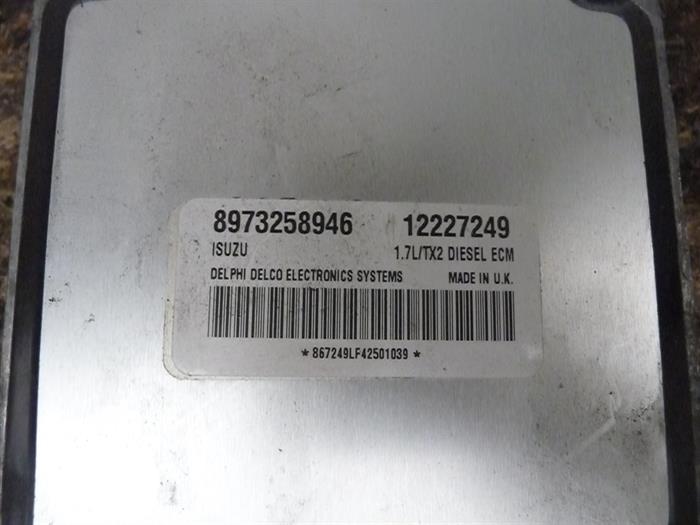 8973258946 12227249
ISUZU 1.7L/TX2 DIESEL ECM
DELPHI DELCO ELECTRONICS SYSTEMS MADE IN U.K.
*867249LF42501039*